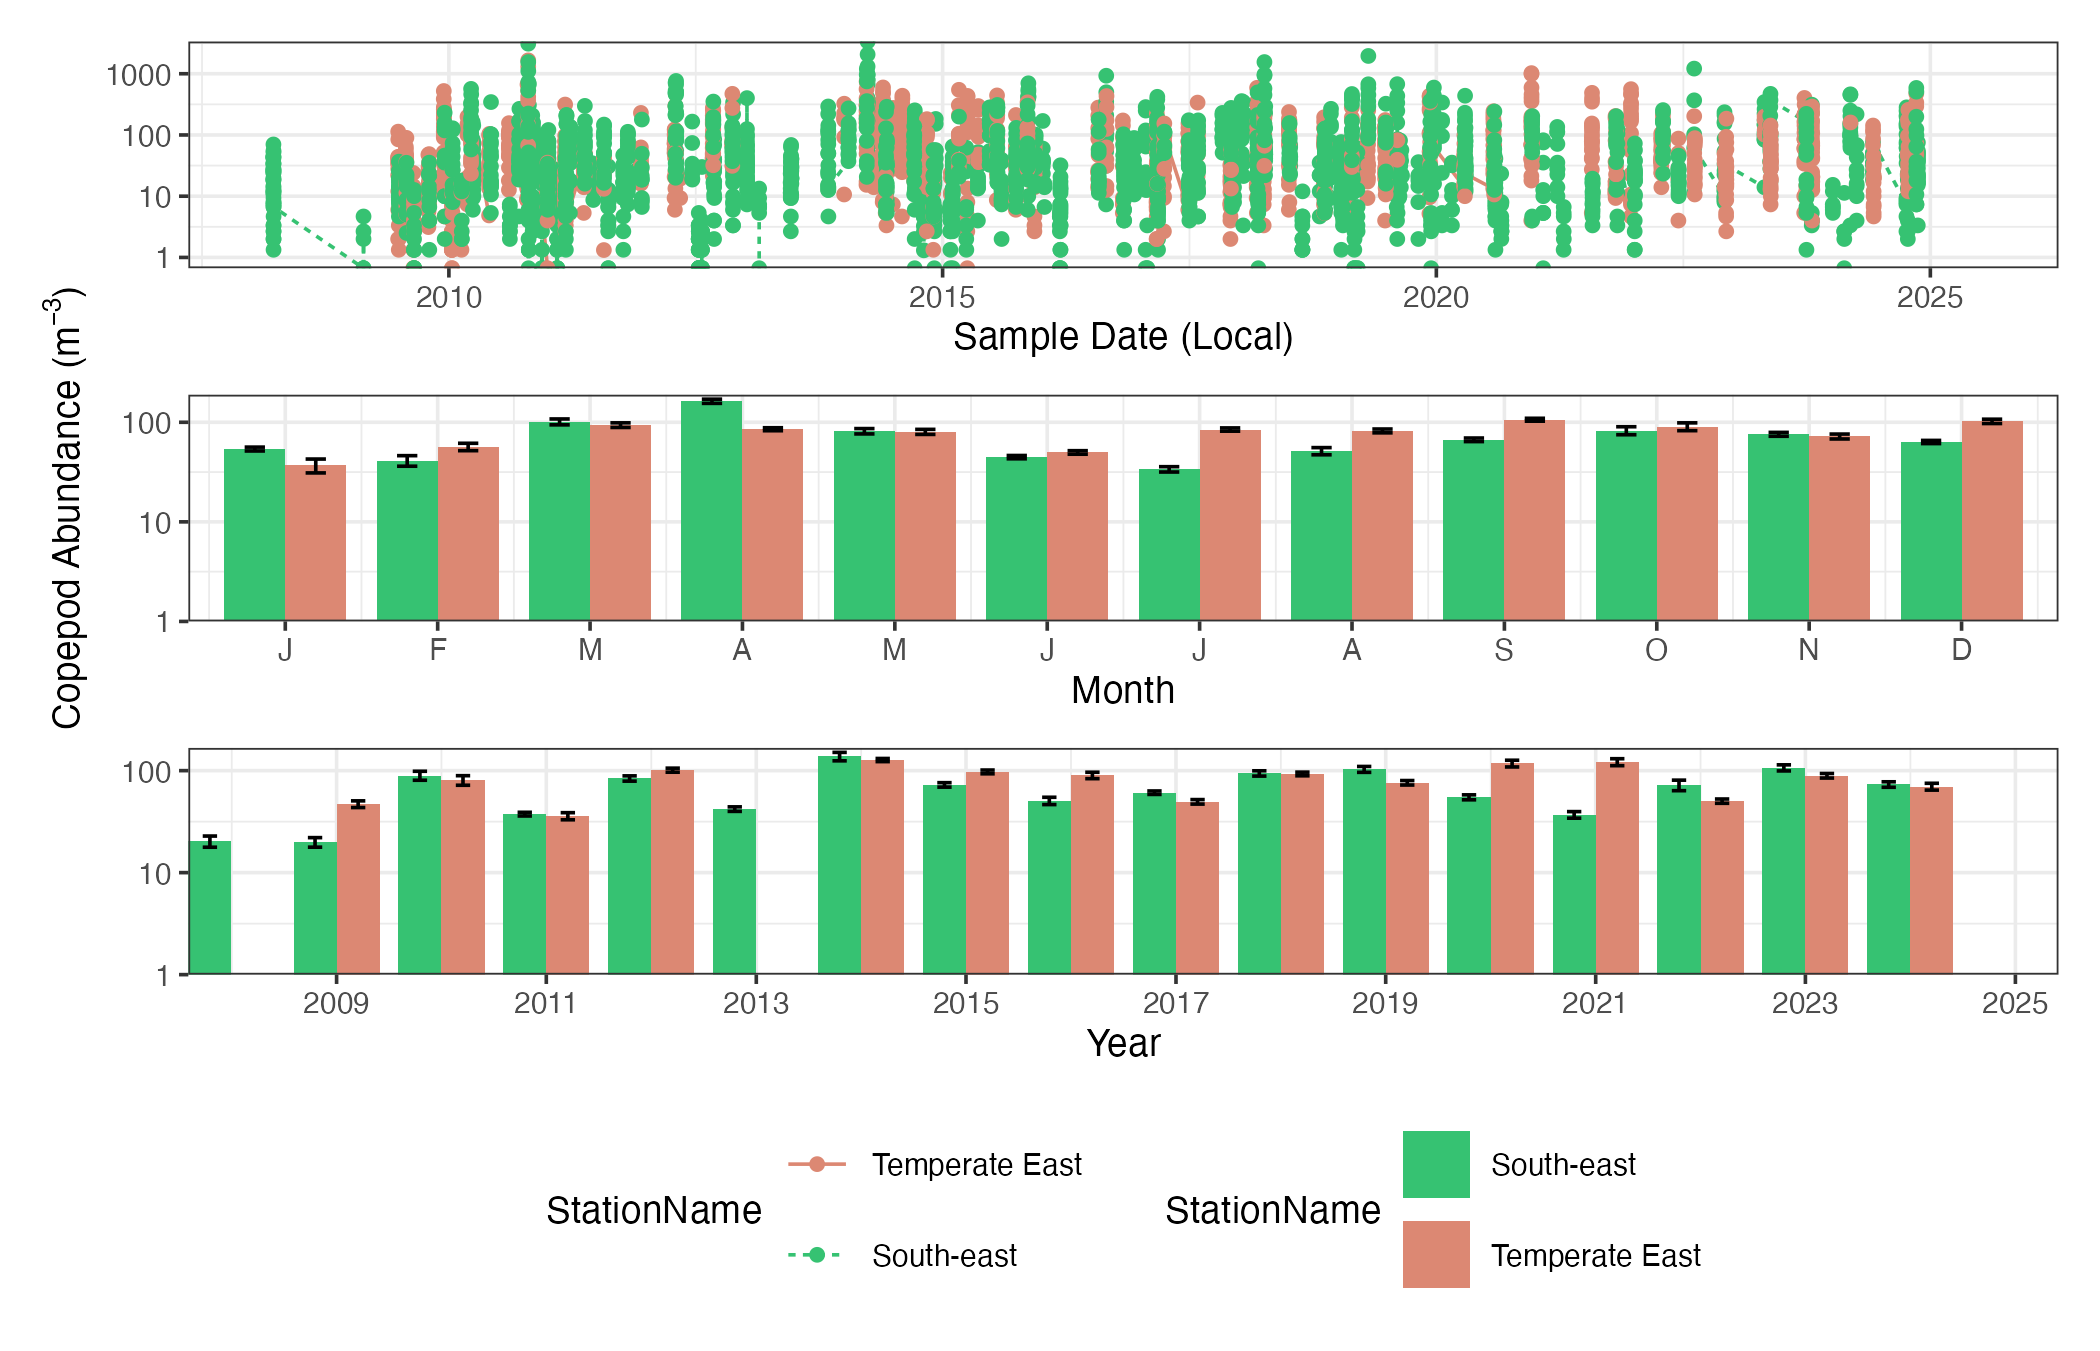 1000
100
10
1
2010 2015 2020 2025
Sample Date (Local)
Copepod Abundance (m⁻³)
100
10
1
J F M A M J J A S O N D
Month
100
10
1
2009 2011 2013 2015 2017 2019 2021 2023 2025
Year
StationName
Temperate East
South-east
StationName
South-east
Temperate East